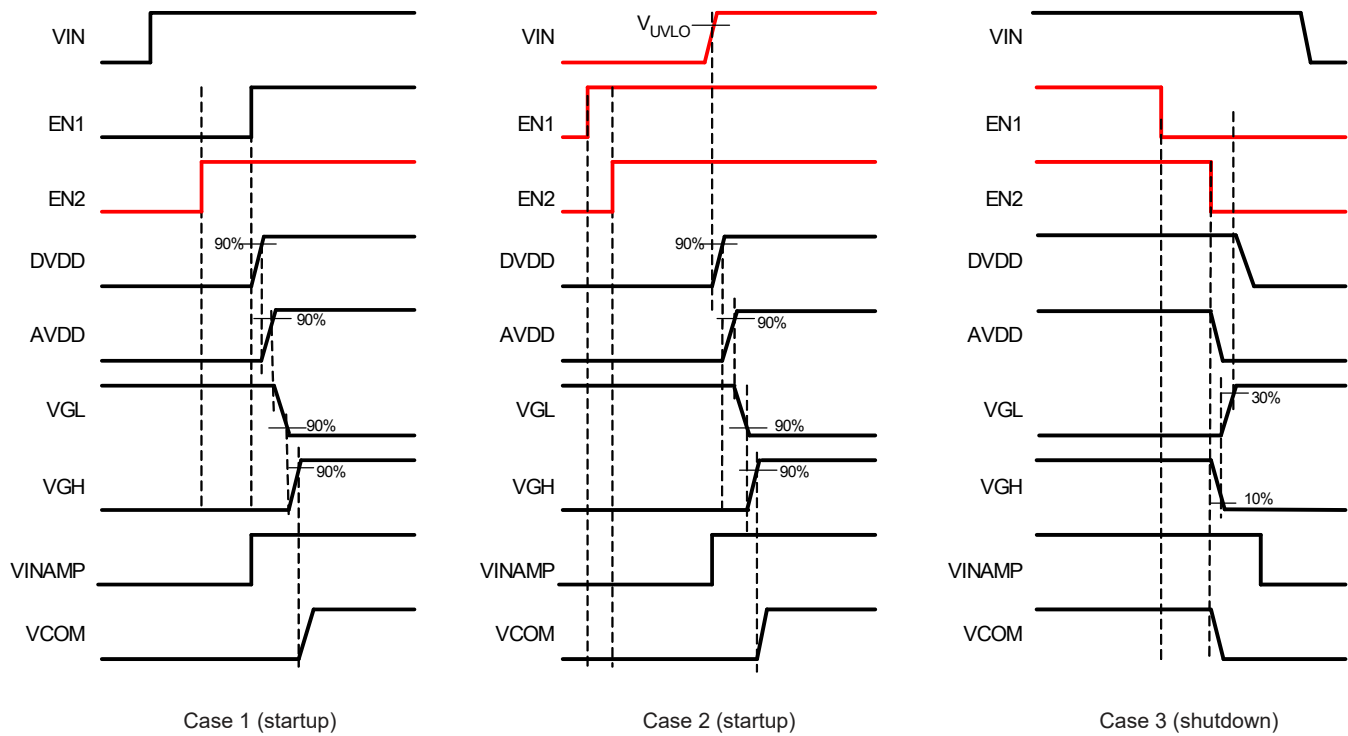 VIN
EN1
EN2
DVDD
90%
AVDD
90%
VGL
90%
VGH
90%
VINAMP
VCOM
Case 1 (startup)
VIN
VUVLO
EN1
EN2
DVDD
90%
AVDD
90%
VGL
90%
VGH
90%
VINAMP
VCOM
Case 2 (startup)
VIN
EN1
EN2
DVDD
AVDD
VGL
30%
VGH
10%
VINAMP
VCOM
Case 3 (shutdown)